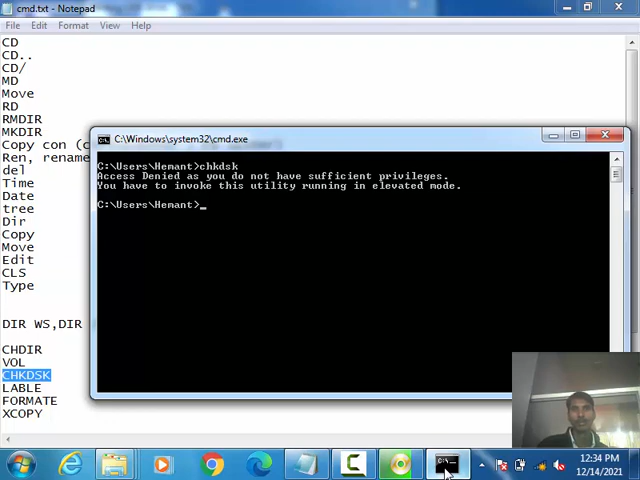 cmd.txt - Notepad
File Edit Format View Help
CD
CD..
CD/
MD
Move
RD
RMDIR
MKDIR
Copy con (c
Ren, rename
del
Time
Date
tree
Dir
Copy
Move
Edit
CLS
Type
DIR WS,DIR
CHDIR
VOL
CHKDSK
LABLE
FORMATE
XCOPY
C:\Windows\system32\cmd.exe
C:\Users\Hemant>chkdsk
Access Denied as you do not have sufficient privileges.
You have to invoke this utility running in elevated mode.
C:\Users\Hemant>_
12:34 PM
12/14/2021